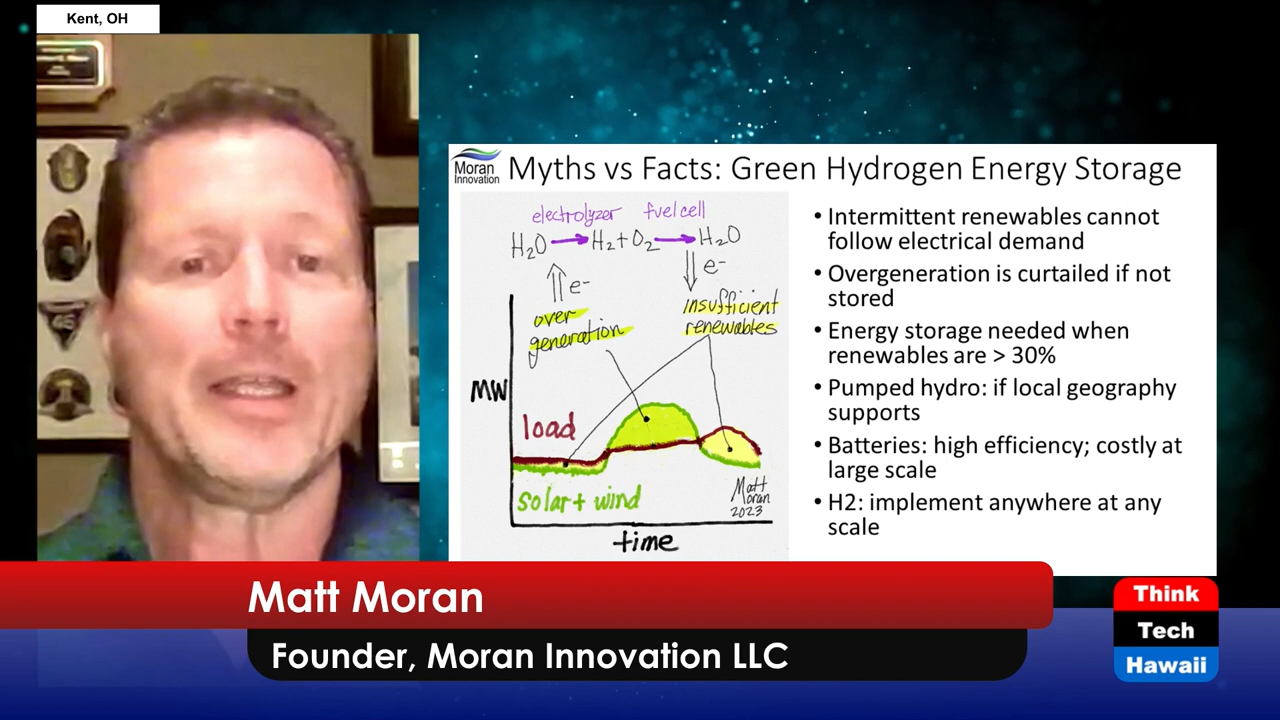 Kent, OH
Moran
Innovation
Myths vs Facts: Green Hydrogen Energy Storage
electrolyzer fuel cell
H2O → H2 + O2 → H2O
e-
e-
over
generation
insufficient
renewables
MW
load
solar + wind
Matt
Moran
2023
time
• Intermittent renewables cannot
follow electrical demand
• Overgeneration is curtailed if not
stored
• Energy storage needed when
renewables are > 30%
• Pumped hydro: if local geography
supports
• Batteries: high efficiency; costly at
large scale
• H2: implement anywhere at any
scale
Matt Moran
Founder, Moran Innovation LLC
Think
Tech
Hawaii